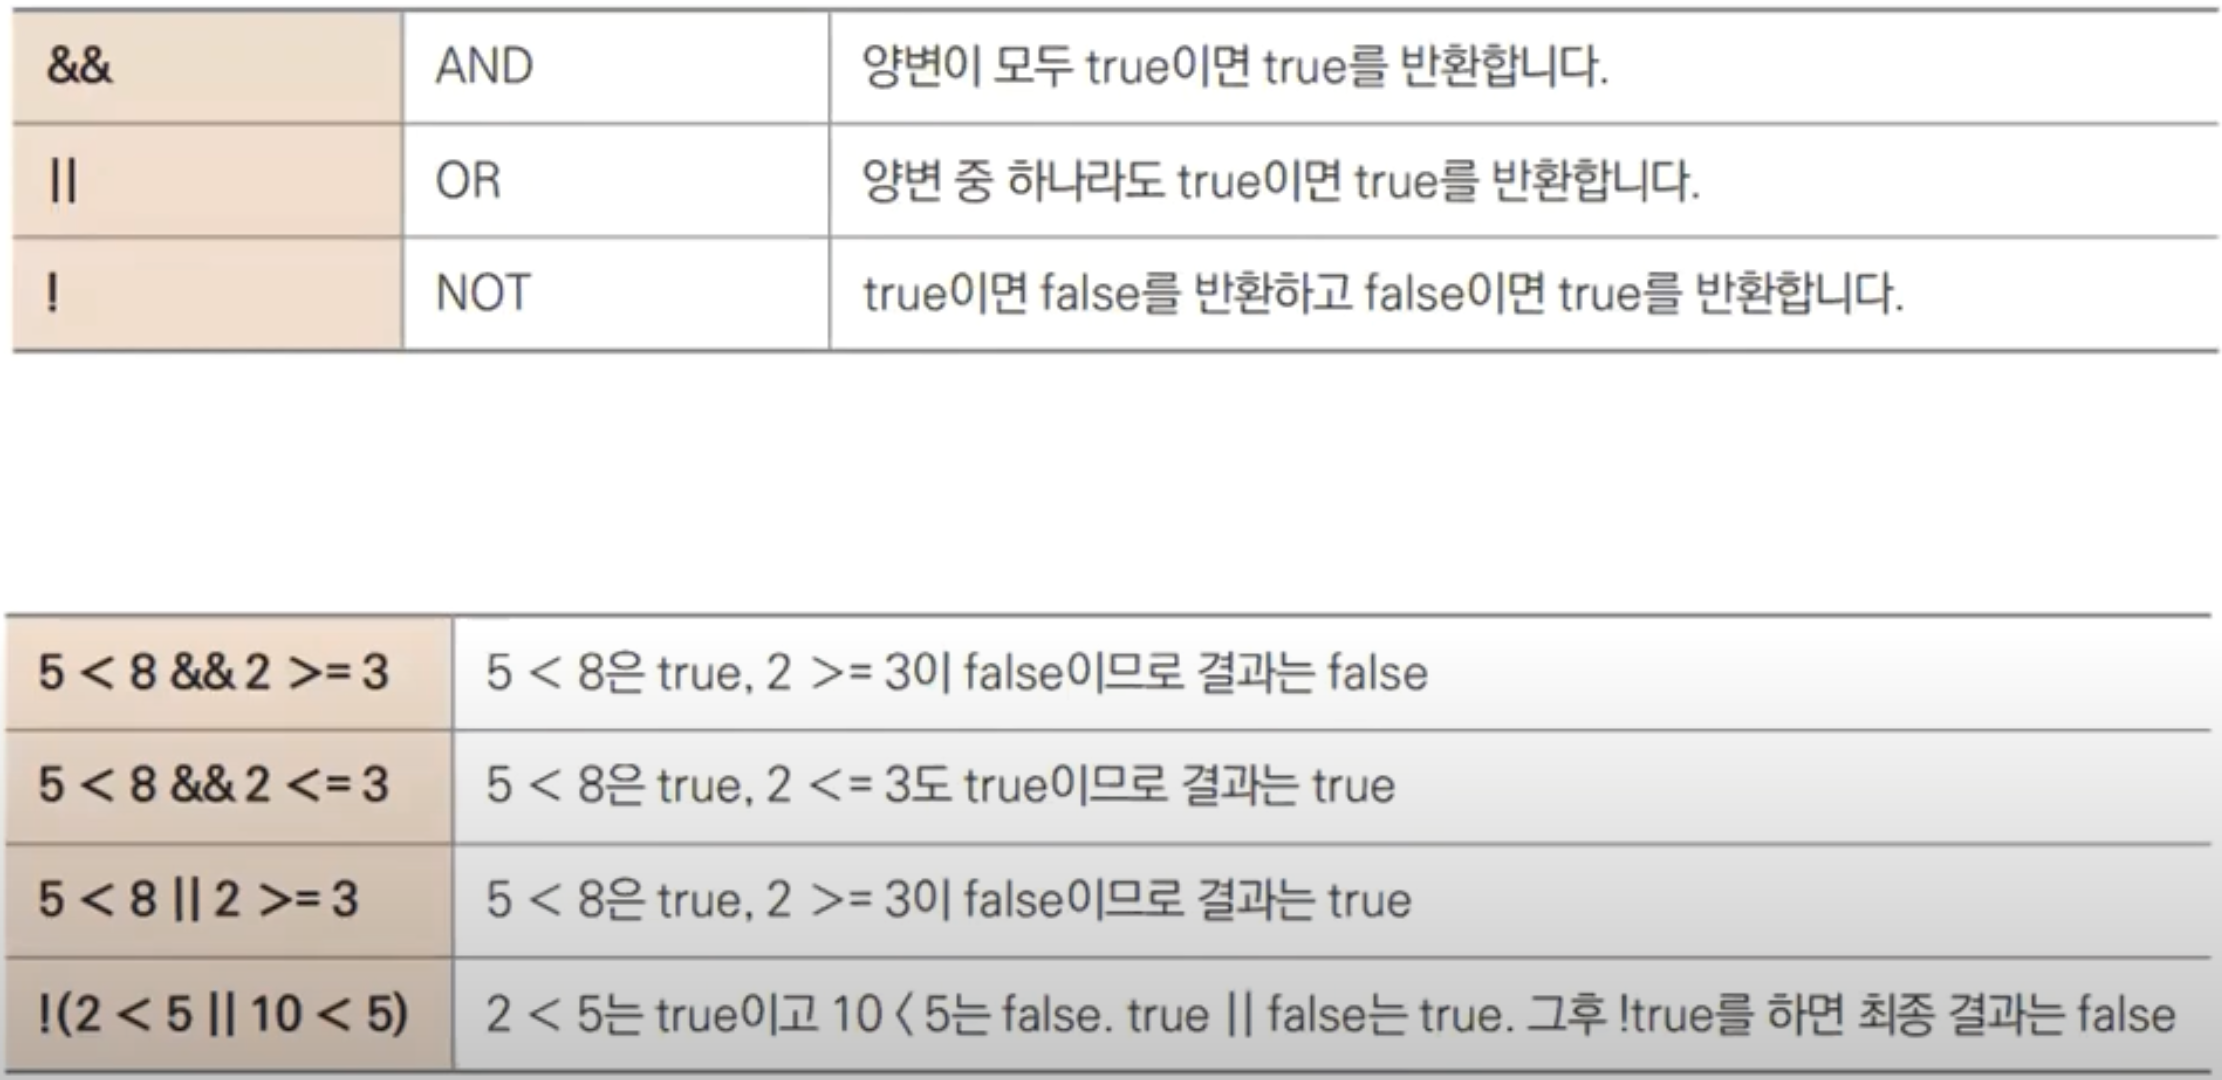 && AND 양변이 모두 true이면 true를 반환합니다.
|| OR 양변 중 하나라도 true이면 true를 반환합니다.
! NOT true이면 false를 반환하고 false이면 true를 반환합니다.
5 < 8 && 2 >= 3 5 < 8은 true, 2 >= 3이 false이므로 결과는 false
5 < 8 && 2 <= 3 5 < 8은 true, 2 <= 3도 true이므로 결과는 true
5 < 8 || 2 >= 3 5 < 8은 true, 2 >= 3이 false이므로 결과는 true
!(2 < 5 || 10 < 5) 2 < 5는 true이고 10 < 5는 false. true || false는 true. 그후 !true를 하면 최종 결과는 false